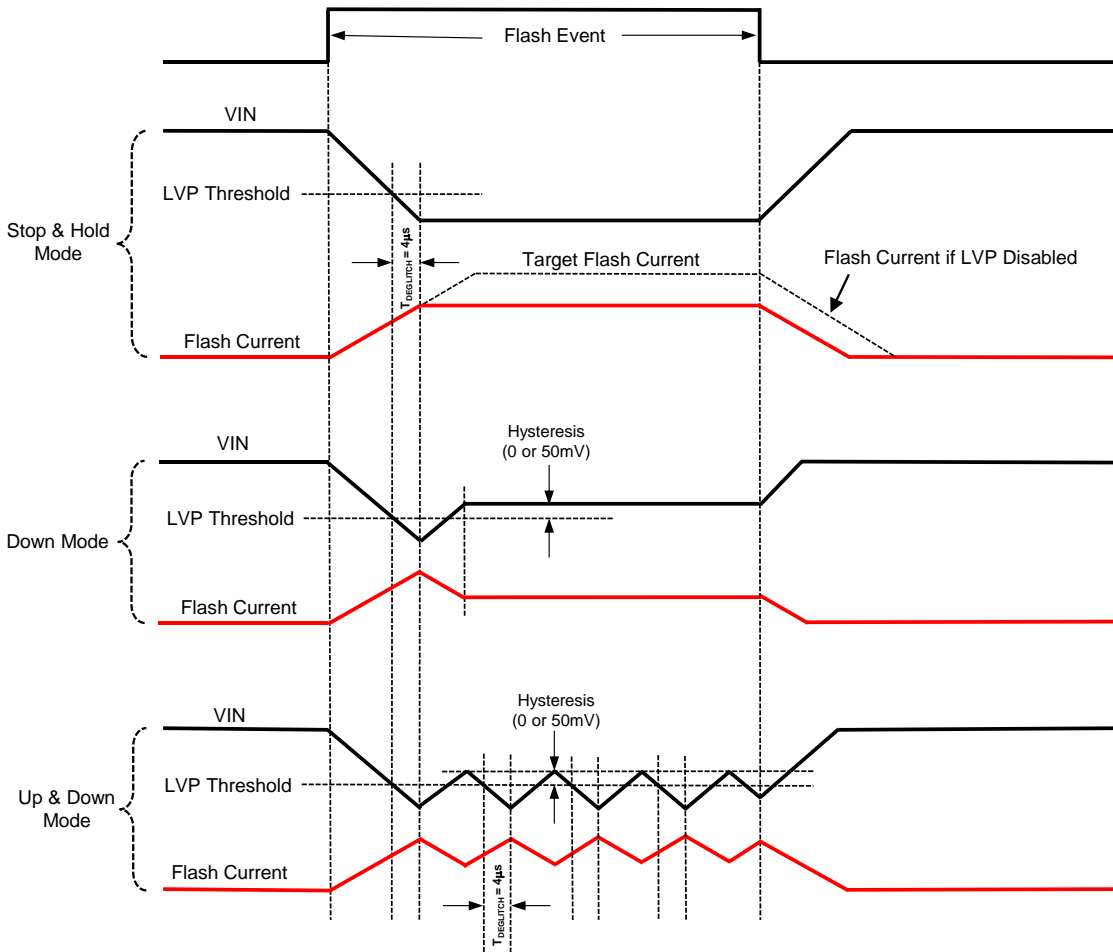 Flash Event
VIN
LVP Threshold
Stop & Hold
Mode
TDEGLITCH = 4µs
Target Flash Current
Flash Current if LVP Disabled
Flash Current
VIN
Hysteresis
(0 or 50mV)
LVP Threshold
Down Mode
Flash Current
VIN
Hysteresis
(0 or 50mV)
LVP Threshold
Up & Down
Mode
Flash Current
TDEGLITCH = 4µs